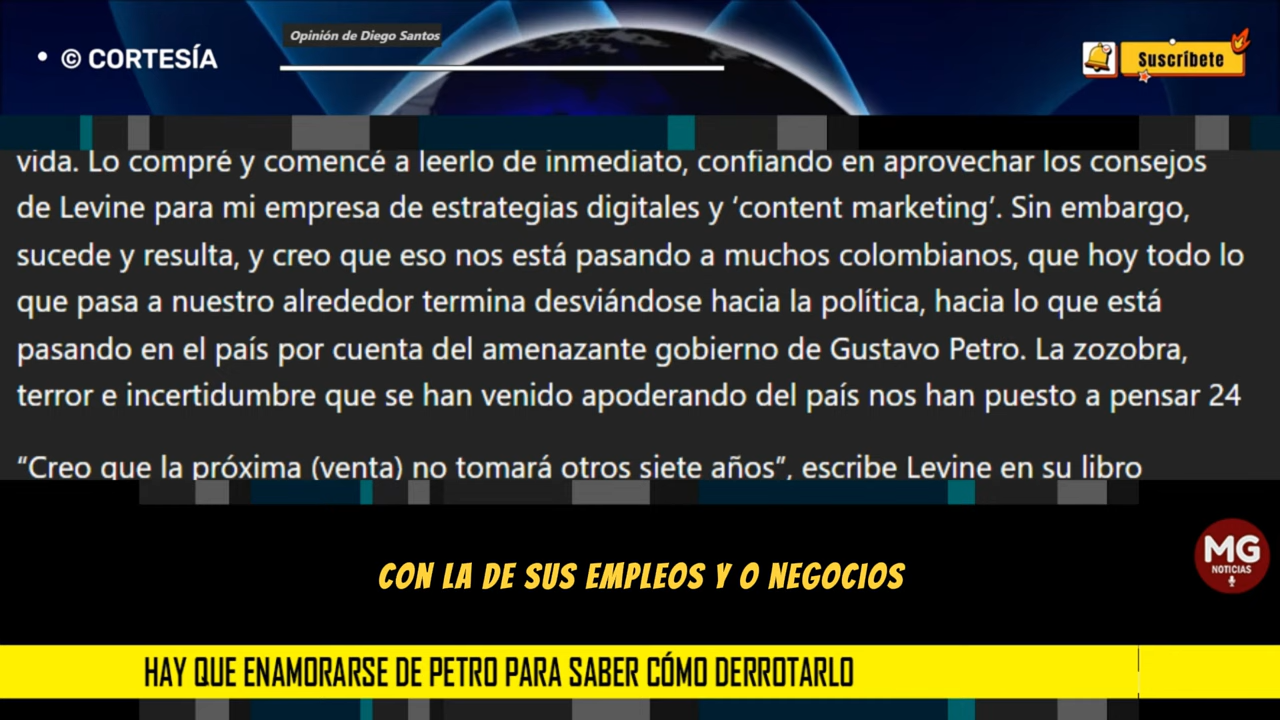 Opinión de Diego Santos
• © CORTESÍA
Suscríbete
vida. Lo compré y comencé a leerlo de inmediato, confiando en aprovechar los consejos
de Levine para mi empresa de estrategias digitales y ‘content marketing’. Sin embargo,
sucede y resulta, y creo que eso nos está pasando a muchos colombianos, que hoy todo lo
que pasa a nuestro alrededor termina desviándose hacia la política, hacia lo que está
pasando en el país por cuenta del amenazante gobierno de Gustavo Petro. La zozobra,
terror e incertidumbre que se han venido apoderando del país nos han puesto a pensar 24
“Creo que la próxima (venta) no tomará otros siete años”, escribe Levine en su libro
MG
NOTICIAS
CON LA DE SUS EMPLEOS Y O NEGOCIOS
HAY QUE ENAMORARSE DE PETRO PARA SABER CÓMO DERROTARLO